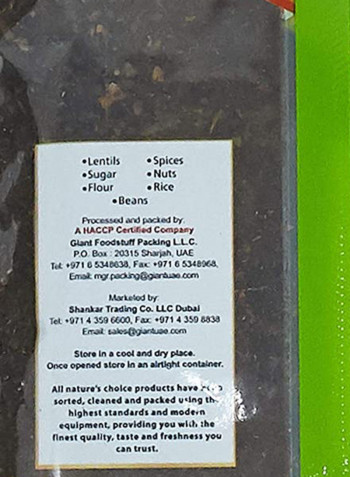 •Lentils •Spices
•Sugar •Nuts
•Flour •Rice
•Beans
Processed and packed by:
A HACCP Certified Company
Giant Foodstuff Packing L.L.C.
P.O. Box : 20315 Sharjah, UAE
Tel: +971 6 5348638, Fax: +971 6 5348968,
Email: mgr.packing@giantuae.com
Marketed by:
Shankar Trading Co. LLC Dubai
Tel: +971 4 359 6600, Fax: +971 4 359 8838
Email: sales@giantuae.com
Store in a cool and dry place.
Once opened store in an airtight container.
All nature's choice products have
sorted, cleaned and packed using the
highest standards and modern
equipment, providing you with the
finest quality, taste and freshness you
can trust.